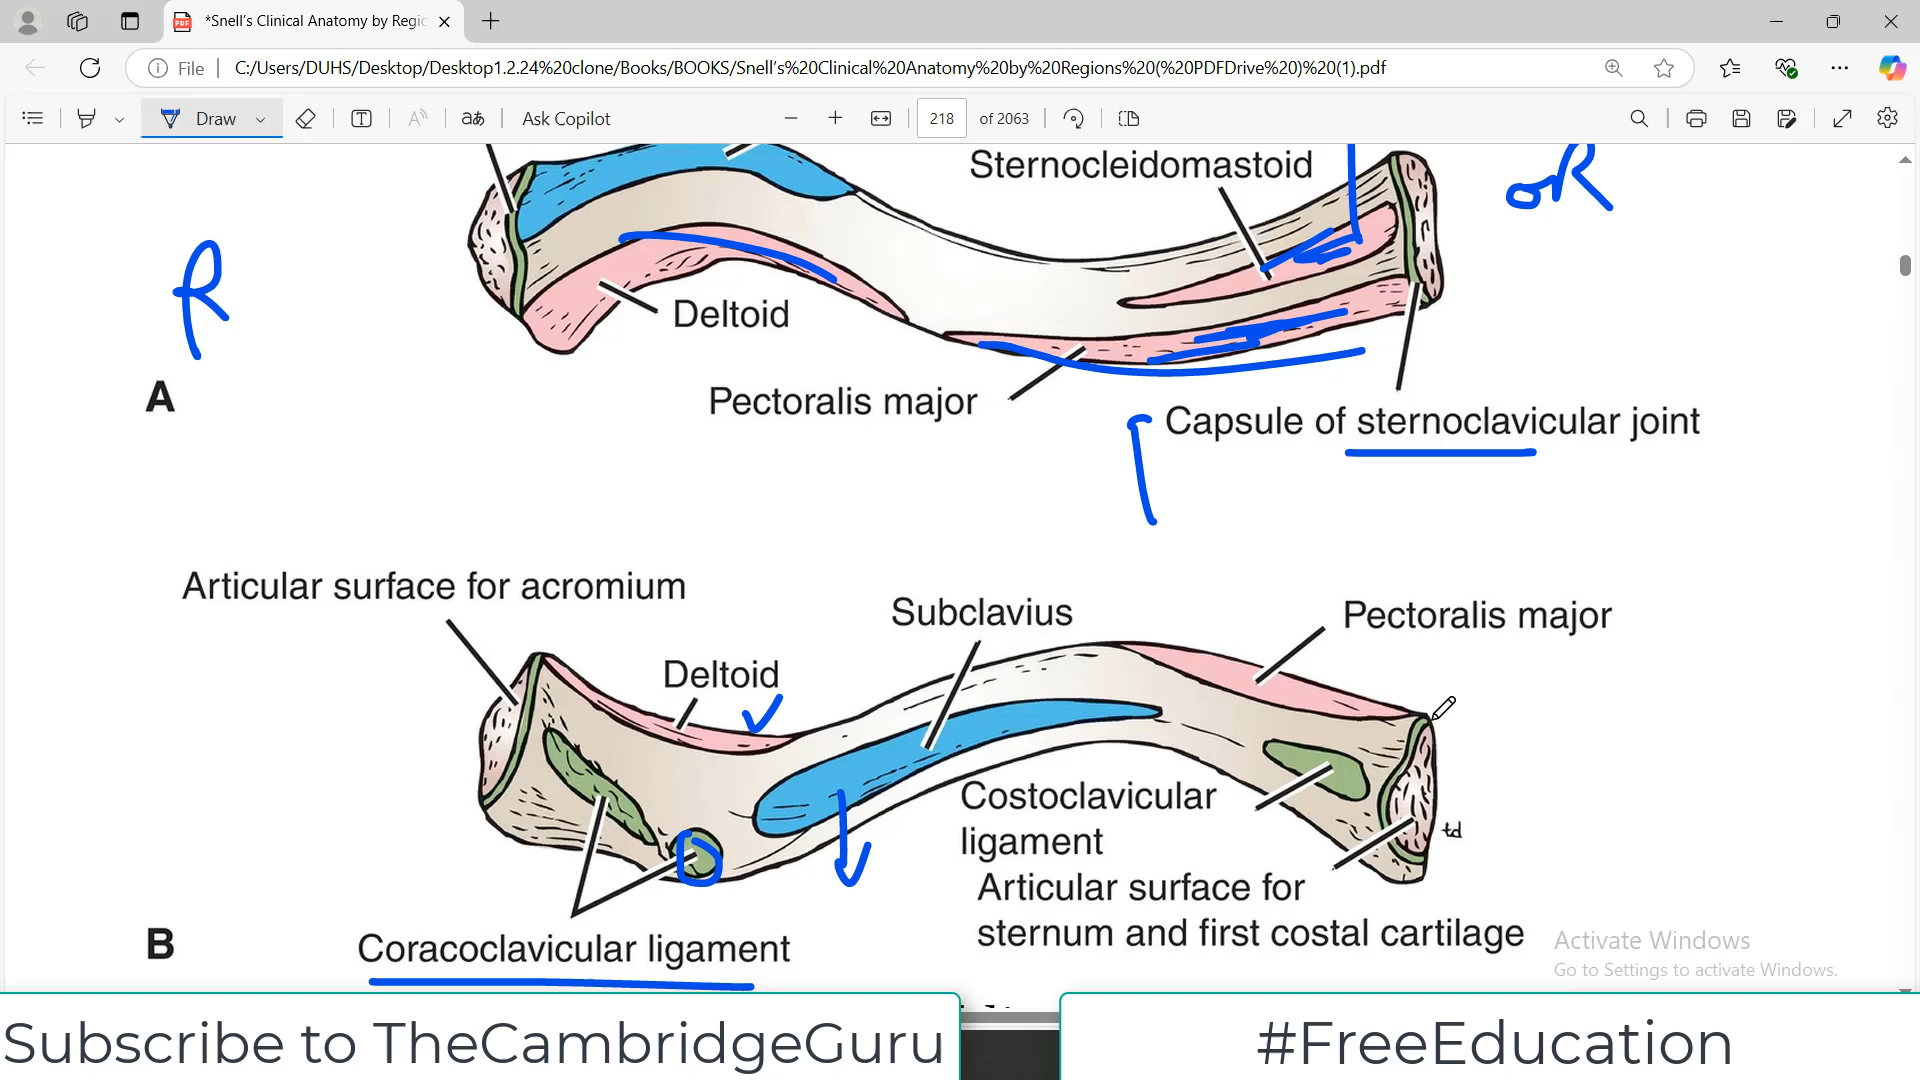 *Snell's Clinical Anatomy by Regio
File
C:/Users/DUHS/Desktop/Desktop1.2.24%20clone/Books/BOOKS/Snell's%20Clinical%20Anatomy%20by%20Regions%20(%20PDFDrive%20)%20(1).pdf
Draw
Ask Copilot
218 of 2063
Sternocleidomastoid
oR
R
Deltoid
A
Pectoralis major
Capsule of sternoclavicular joint
Articular surface for acromium
Subclavius
Pectoralis major
Deltoid
Costoclavicular
ligament
td
Articular surface for
sternum and first costal cartilage
B
Coracoclavicular ligament
Activate Windows
Go to Settings to activate Windows.
Subscribe to TheCambridgeGuru
#FreeEducation